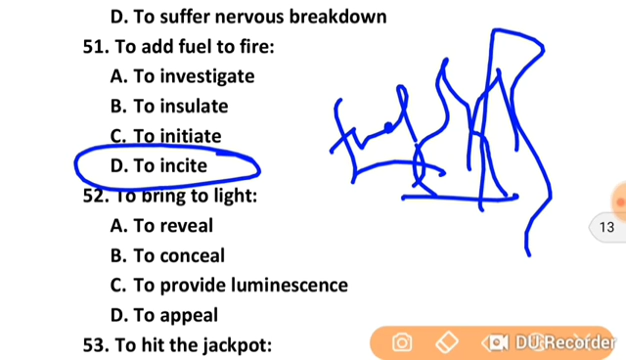 D. To suffer nervous breakdown
51. To add fuel to fire:
A. To investigate
B. To insulate
C. To initiate
D. To incite
fuel
52. To bring to light:
A. To reveal
B. To conceal
C. To provide luminescence
D. To appeal
13
53. To hit the jackpot:
DU Recorder